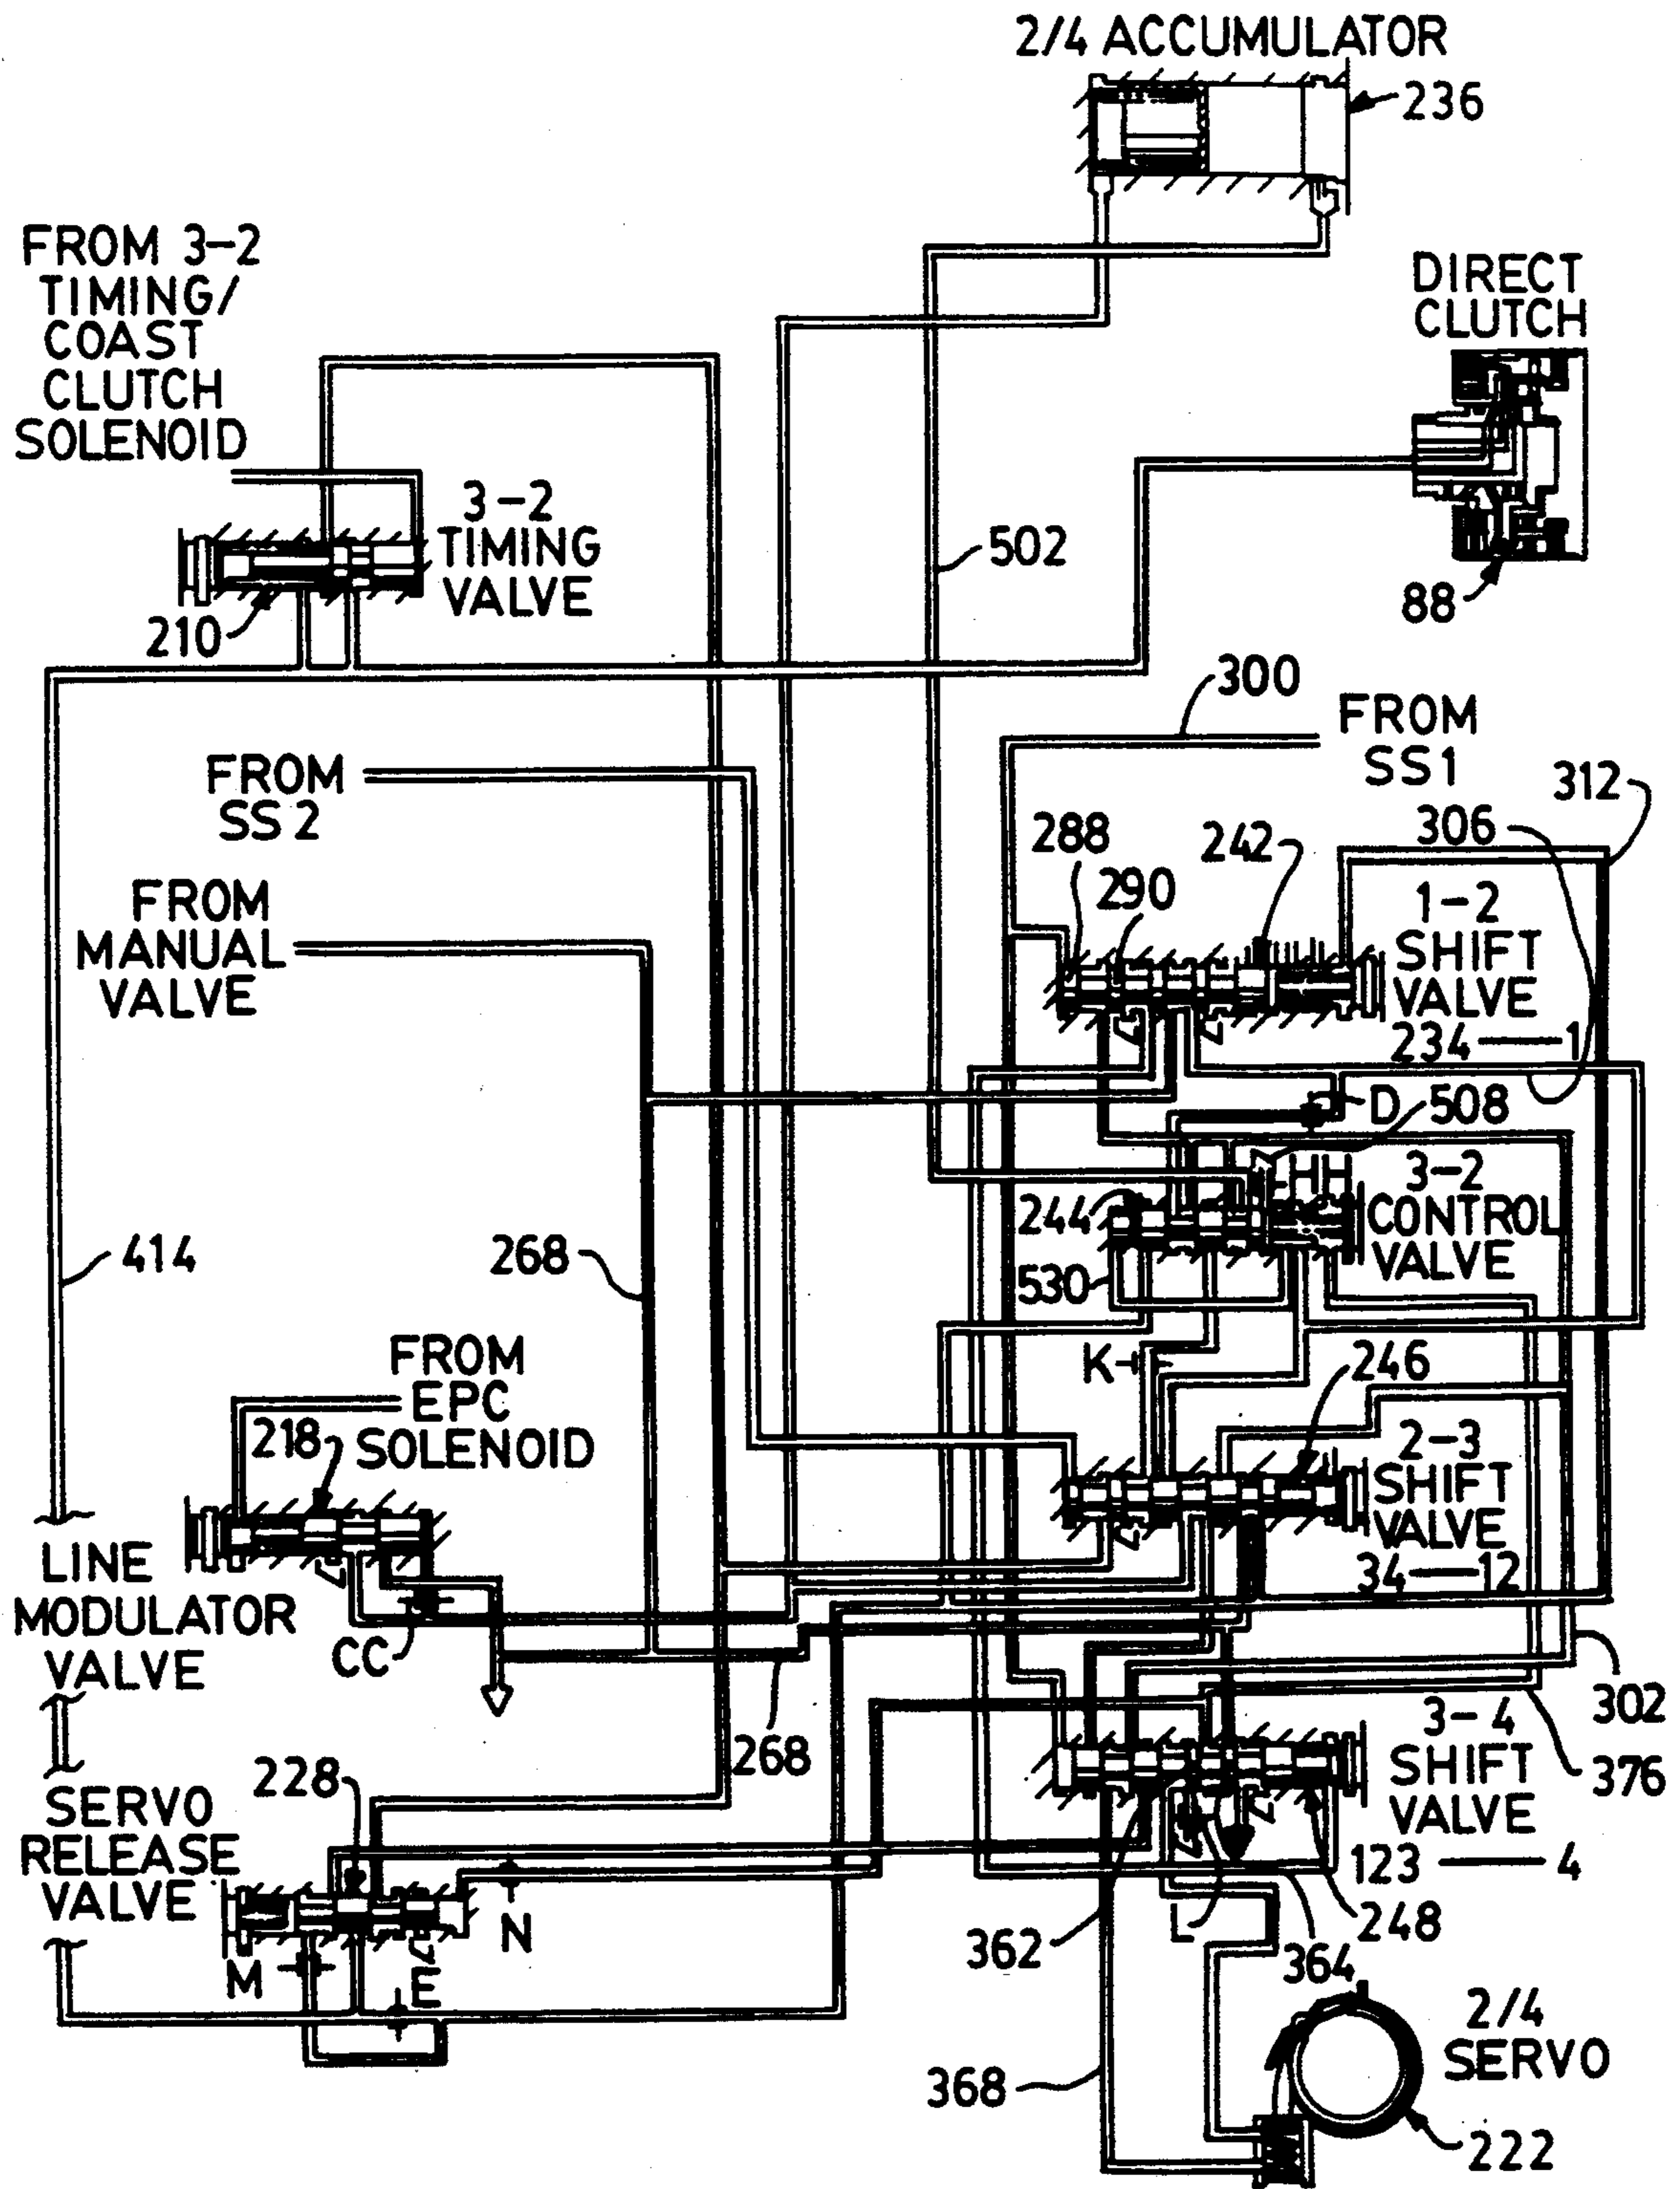 2/4 ACCUMULATOR
236
FROM 3-2
TIMING/
COAST
CLUTCH
SOLENOID
DIRECT
CLUTCH
3-2
TIMING
VALVE
502
88
210
300
FROM
SS1
FROM
SS2
312
306
288
242
290
1-2
SHIFT
VALVE
FROM
MANUAL
VALVE
234 — 1
D
508
HH
3-2
CONTROL
VALVE
244
414
268
530
FROM
EPC
SOLENOID
K
246
218
2-3
SHIFT
VALVE
34 — 12
LINE
MODULATOR
VALVE
CC
302
268
3-4
SHIFT
VALVE
376
228
SERVO
RELEASE
VALVE
123 — 4
N
362
L
364
248
M
E
2/4
SERVO
368
222